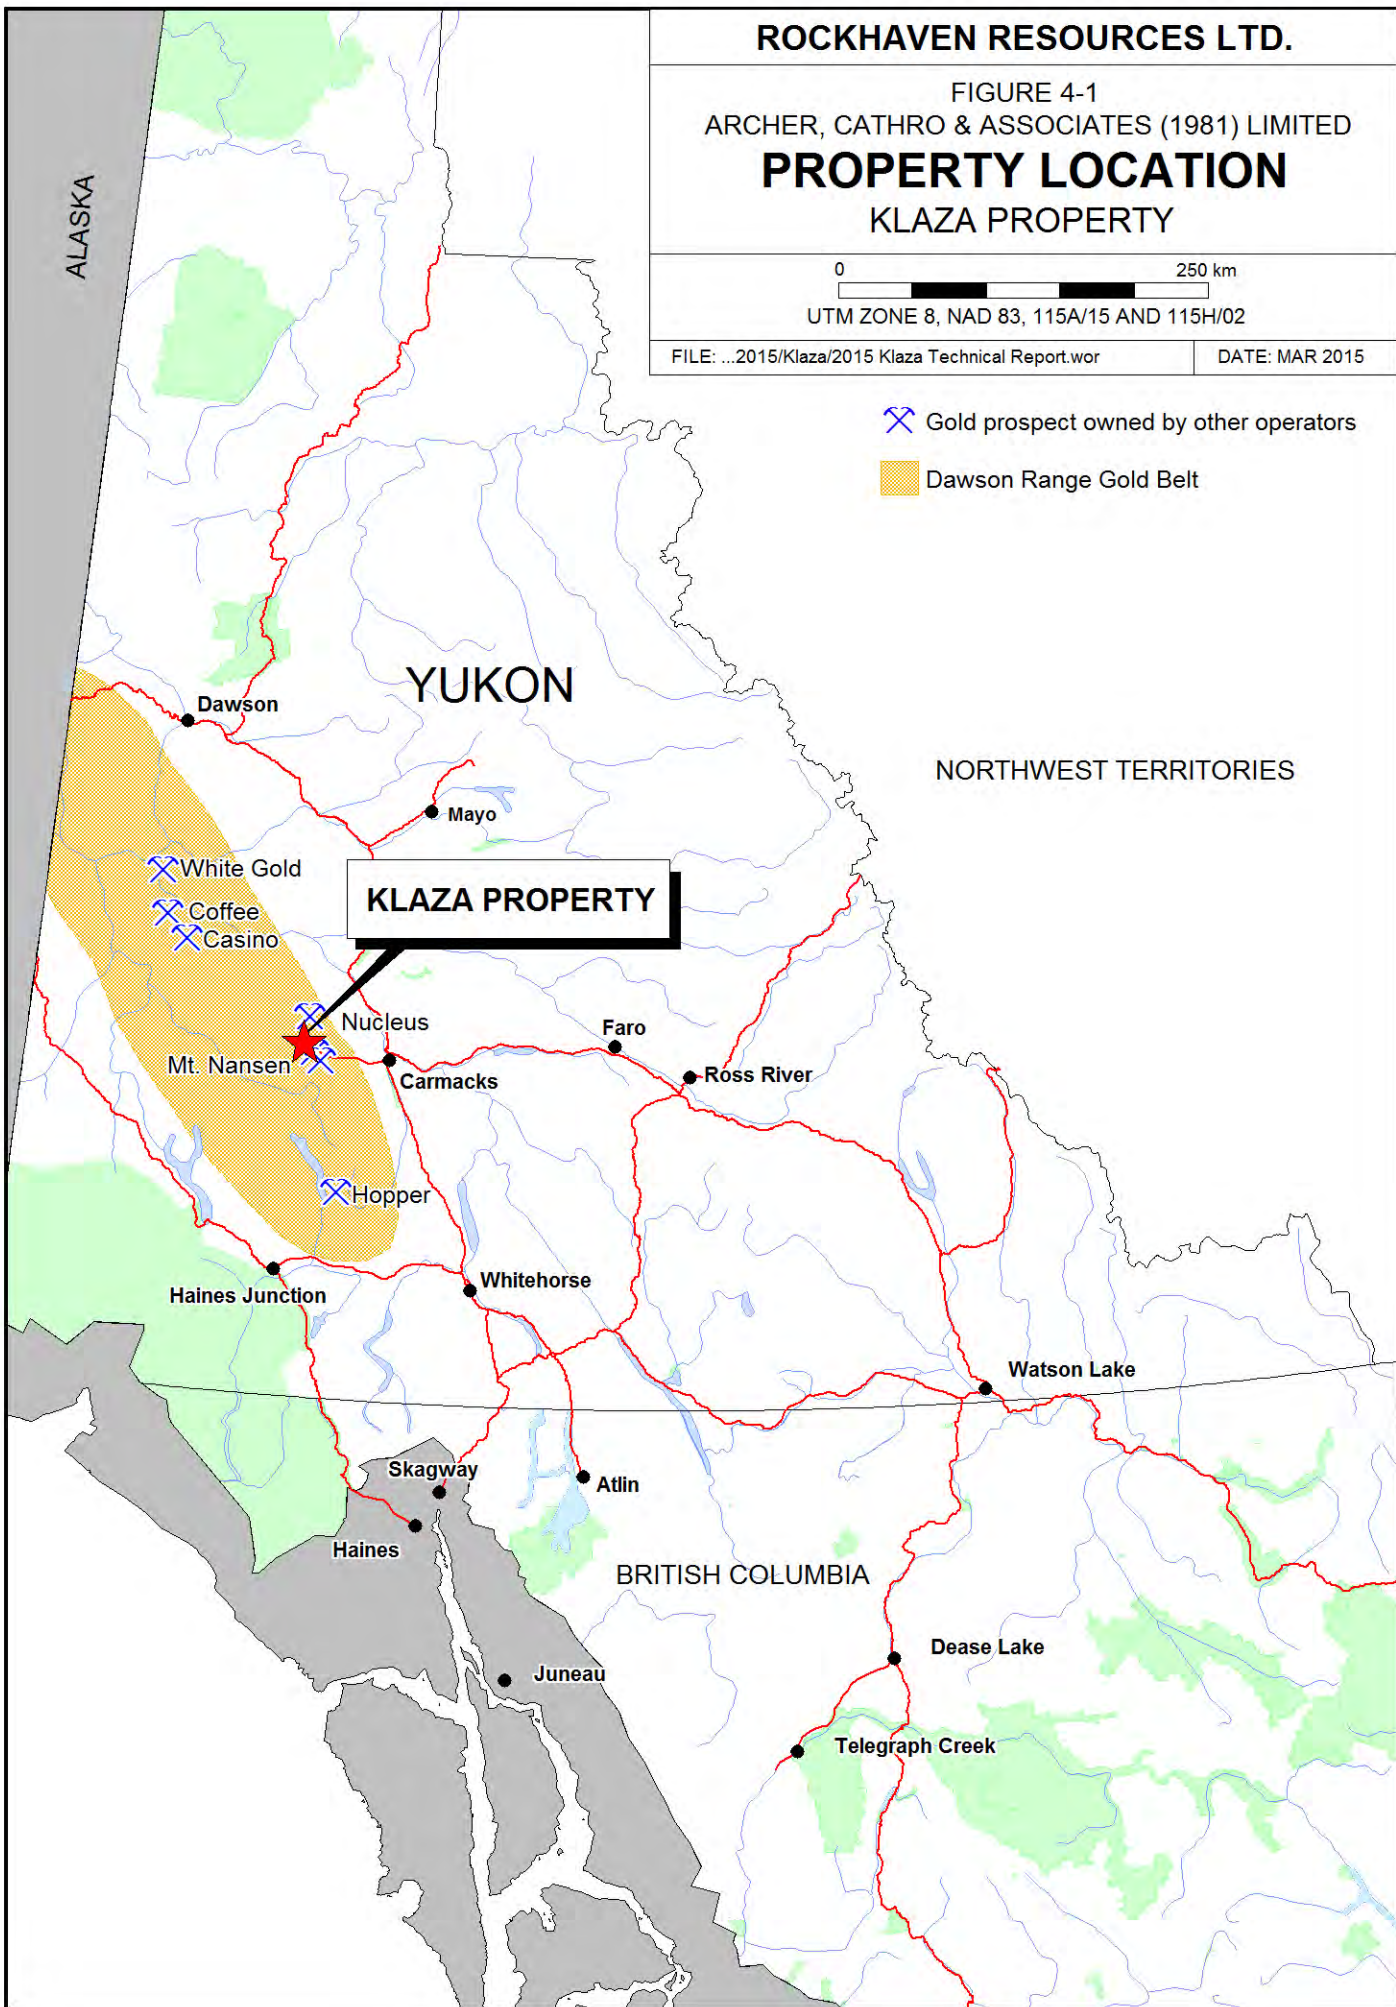 ROCKHAVEN RESOURCES LTD.
FIGURE 4-1
ARCHER, CATHRO & ASSOCIATES (1981) LIMITED
PROPERTY LOCATION
KLAZA PROPERTY
0 250 km
UTM ZONE 8, NAD 83, 115A/15 AND 115H/02
FILE: ...2015/Klaza/2015 Klaza Technical Report.wor DATE: MAR 2015
Gold prospect owned by other operators
Dawson Range Gold Belt
ALASKA
YUKON
Dawson
NORTHWEST TERRITORIES
Mayo
White Gold
KLAZA PROPERTY
Coffee
Casino
Nucleus
Faro
Mt. Nansen
Ross River
Carmacks
Hopper
Whitehorse
Haines Junction
Watson Lake
Skagway
Atlin
Haines
BRITISH COLUMBIA
Dease Lake
Juneau
Telegraph Creek